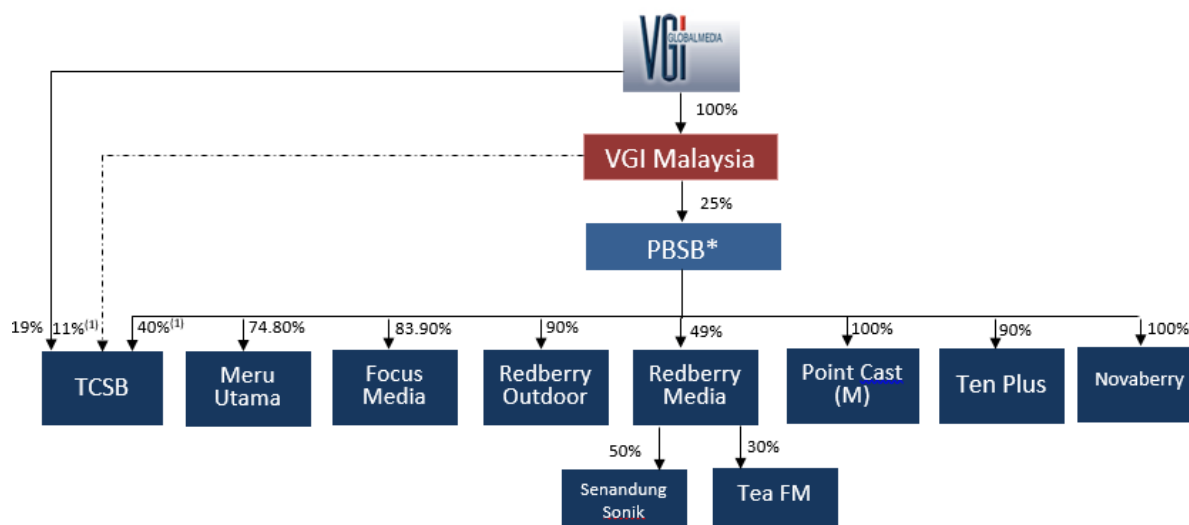 VGI
GLOBALMEDIA
100%
VGI Malaysia
25%
PBSB*
19%
11%(1)
40%(1)
74.80%
83.90%
90%
49%
100%
90%
100%
TCSB
Meru
Utama
Focus
Media
Redberry
Outdoor
Redberry
Media
Point Cast
(M)
Ten Plus
Novaberry
50%
30%
Senandung
Sonik
Tea FM